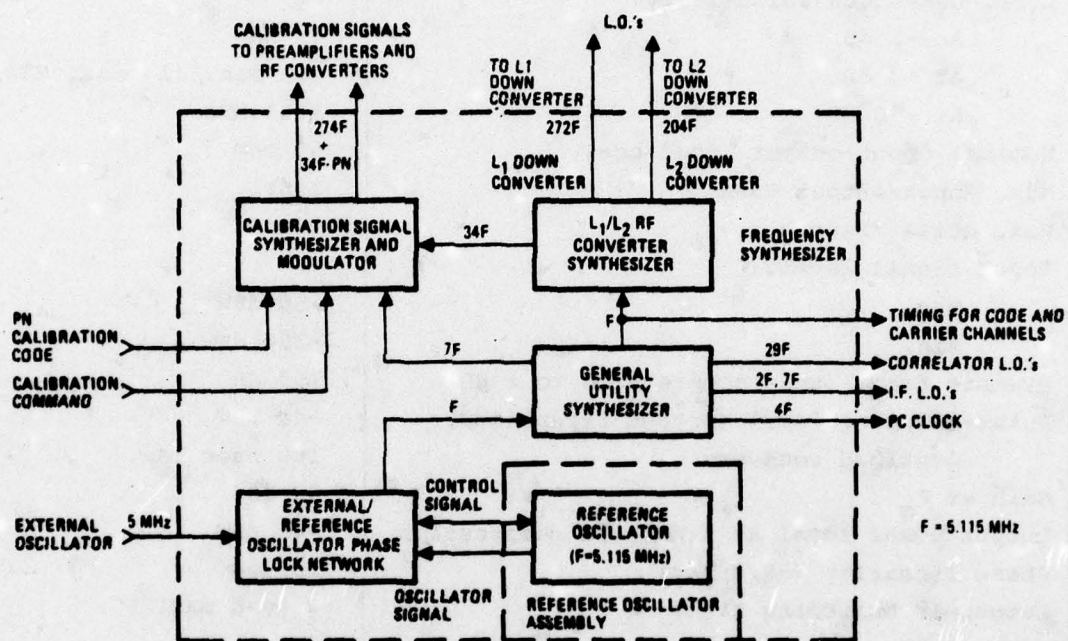 CALIBRATION SIGNALS
TO PREAMPLIFIERS AND
RF CONVERTERS
L.O.'s
TO L1
DOWN
CONVERTER
TO L2
DOWN
CONVERTER
274F
+
34F·PN
272F
204F
L1 DOWN
CONVERTER
L2 DOWN
CONVERTER
CALIBRATION SIGNAL
SYNTHESIZER AND
MODULATOR
34F
L1/L2 RF
CONVERTER
SYNTHESIZER
FREQUENCY
SYNTHESIZER
PN
CALIBRATION
CODE
F
TIMING FOR CODE AND
CARRIER CHANNELS
7F
29F
CORRELATOR L.O.'s
CALIBRATION
COMMAND
GENERAL
UTILITY
SYNTHESIZER
2F, 7F
I.F. L.O.'s
F
4F
PC CLOCK
EXTERNAL
OSCILLATOR
5 MHz
EXTERNAL/
REFERENCE
OSCILLATOR PHASE
LOCK NETWORK
CONTROL
SIGNAL
OSCILLATOR
SIGNAL
REFERENCE
OSCILLATOR
(F=5.115 MHz)
F = 5.115 MHz
REFERENCE OSCILLATOR
ASSEMBLY